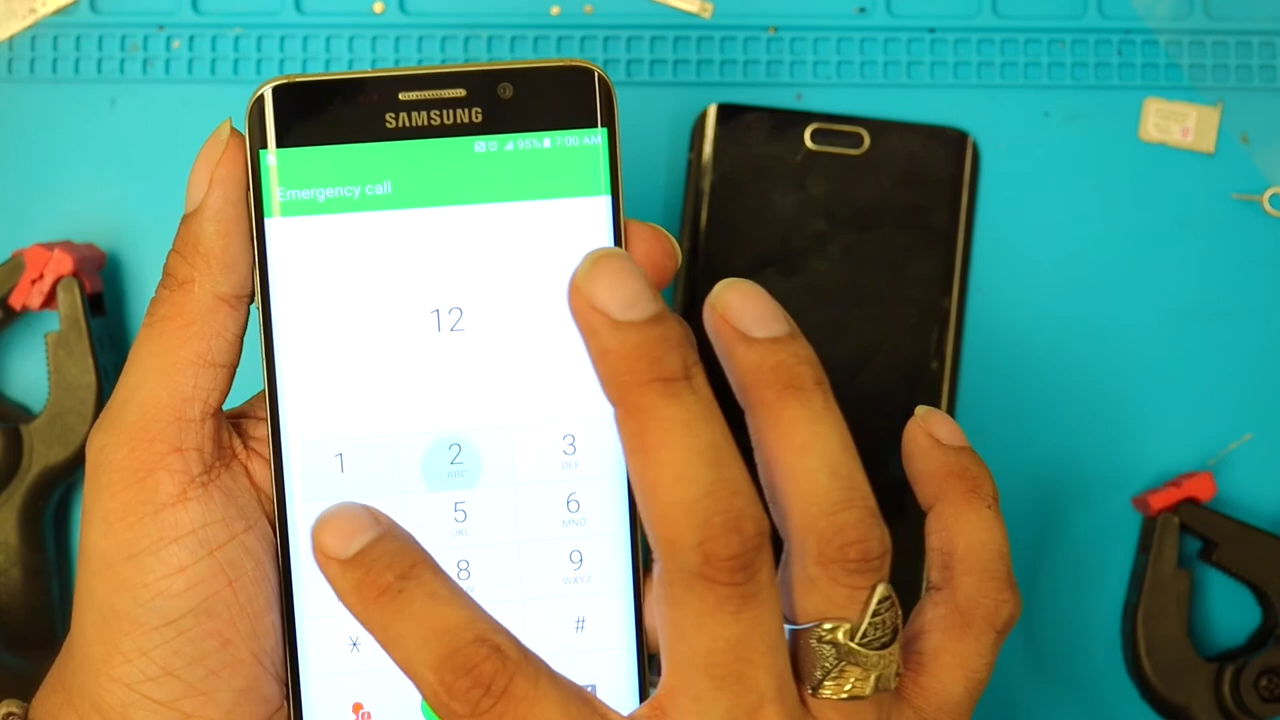 SAMSUNG
95% 7:00 AM
Emergency call
12
1 2 3
ABC DEF
5 6
JKL MNO
8 9
WXYZ
* #